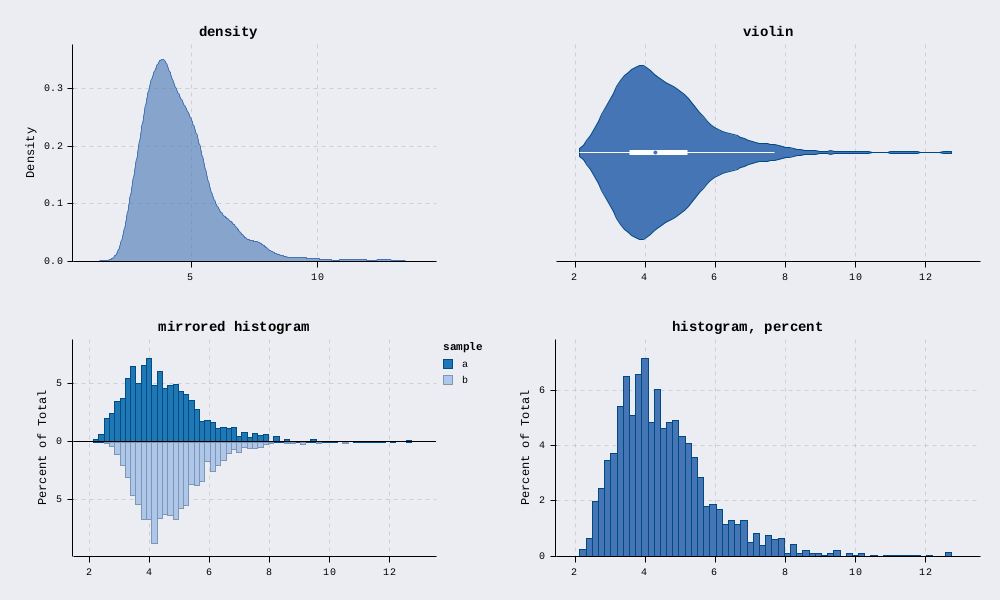 density
Density
0.3
0.2
0.1
0.0
5 10
violin
2 4 6 8 10 12
mirrored histogram
Percent of Total
5
0
5
2 4 6 8 10 12
sample
a
b
histogram, percent
Percent of Total
6
4
2
0
2 4 6 8 10 12